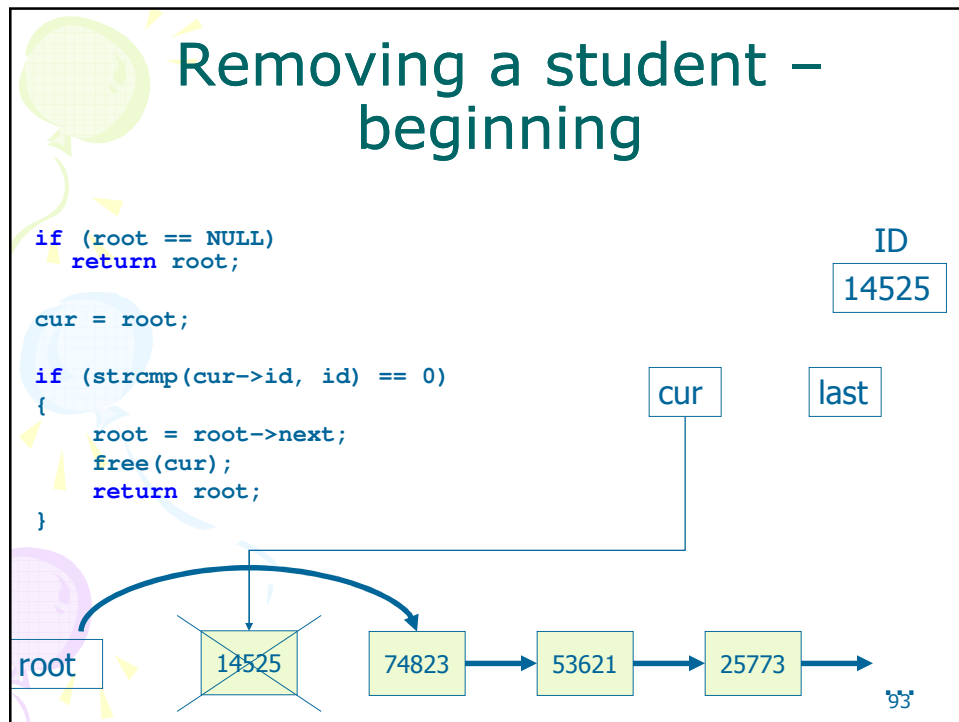 Removing a student –
beginning
if (root == NULL)
return root;
cur = root;
if (strcmp(cur->id, id) == 0)
{
root = root->next;
free(cur);
return root;
}
ID
14525
cur
last
root
14525
74823
53621
25773
...
93